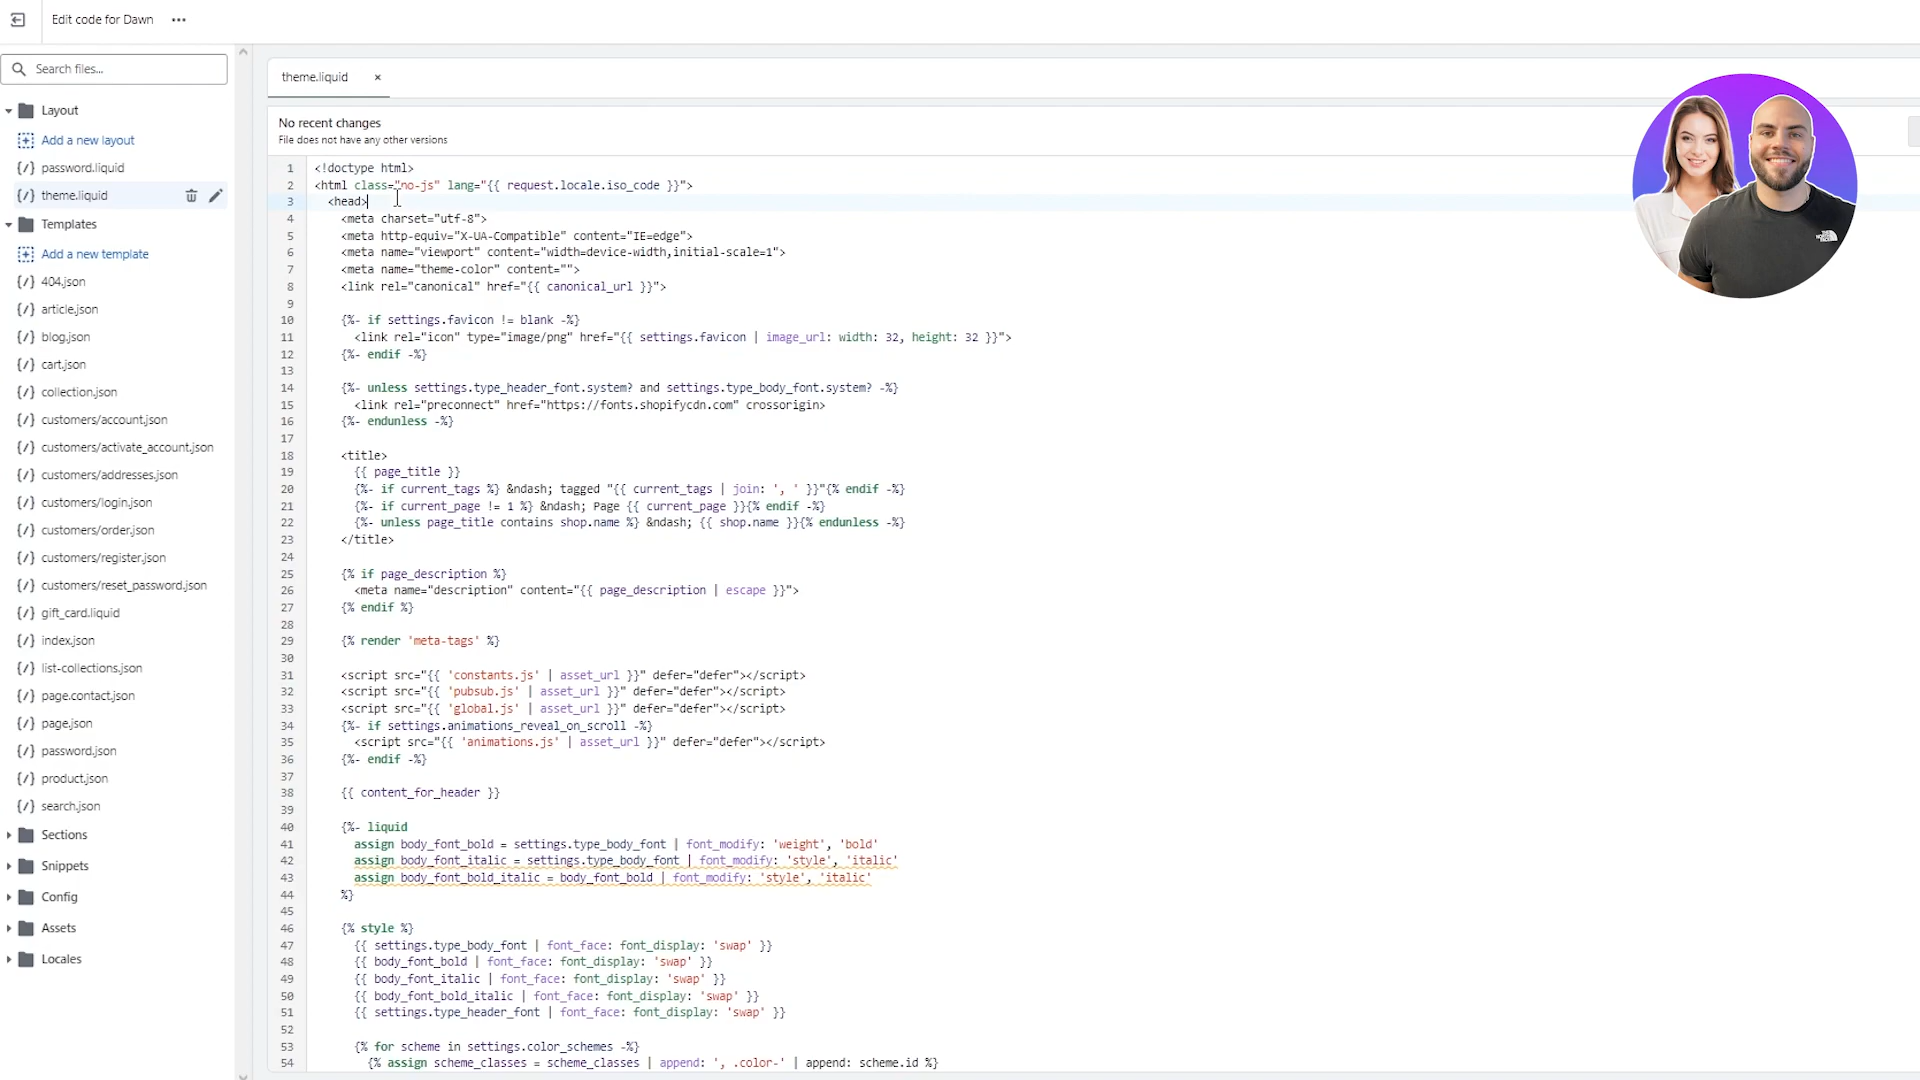 Edit code for Dawn
Search files...
Layout
Add a new layout
{/} password.liquid
{/} theme.liquid
Templates
Add a new template
{/} 404.json
{/} article.json
{/} blog.json
{/} cart.json
{/} collection.json
{/} customers/account.json
{/} customers/activate_account.json
{/} customers/addresses.json
{/} customers/login.json
{/} customers/order.json
{/} customers/register.json
{/} customers/reset_password.json
{/} gift_card.liquid
{/} index.json
{/} list-collections.json
{/} page.contact.json
{/} page.json
{/} password.json
{/} product.json
{/} search.json
Sections
Snippets
Config
Assets
Locales
theme.liquid ×
No recent changes
File does not have any other versions
1 <!doctype html>
2 <html class="no-js" lang="{{ request.locale.iso_code }}">
3 <head>
4 <meta charset="utf-8">
5 <meta http-equiv="X-UA-Compatible" content="IE=edge">
6 <meta name="viewport" content="width=device-width,initial-scale=1">
7 <meta name="theme-color" content="">
8 <link rel="canonical" href="{{ canonical_url }}">
9
10 {%- if settings.favicon != blank -%}
11 <link rel="icon" type="image/png" href="{{ settings.favicon | image_url: width: 32, height: 32 }}">
12 {%- endif -%}
13
14 {%- unless settings.type_header_font.system? and settings.type_body_font.system? -%}
15 <link rel="preconnect" href="https://fonts.shopifycdn.com" crossorigin>
16 {%- endunless -%}
17
18 <title>
19 {{ page_title }}
20 {%- if current_tags %} &ndash; tagged "{{ current_tags | join: ', ' }}"{% endif -%}
21 {%- if current_page != 1 %} &ndash; Page {{ current_page }}{% endif -%}
22 {%- unless page_title contains shop.name %} &ndash; {{ shop.name }}{% endunless -%}
23 </title>
24
25 {% if page_description %}
26 <meta name="description" content="{{ page_description | escape }}">
27 {% endif %}
28
29 {% render 'meta-tags' %}
30
31 <script src="{{ 'constants.js' | asset_url }}" defer="defer"></script>
32 <script src="{{ 'pubsub.js' | asset_url }}" defer="defer"></script>
33 <script src="{{ 'global.js' | asset_url }}" defer="defer"></script>
34 {%- if settings.animations_reveal_on_scroll -%}
35 <script src="{{ 'animations.js' | asset_url }}" defer="defer"></script>
36 {%- endif -%}
37
38 {{ content_for_header }}
39
40 {%- liquid
41 assign body_font_bold = settings.type_body_font | font_modify: 'weight', 'bold'
42 assign body_font_italic = settings.type_body_font | font_modify: 'style', 'italic'
43 assign body_font_bold_italic = body_font_bold | font_modify: 'style', 'italic'
44 %}
45
46 {% style %}
47 {{ settings.type_body_font | font_face: font_display: 'swap' }}
48 {{ body_font_bold | font_face: font_display: 'swap' }}
49 {{ body_font_italic | font_face: font_display: 'swap' }}
50 {{ body_font_bold_italic | font_face: font_display: 'swap' }}
51 {{ settings.type_header_font | font_face: font_display: 'swap' }}
52
53 {% for scheme in settings.color_schemes -%}
54 {% assign scheme_classes = scheme_classes | append: ', .color-' | append: scheme.id %}